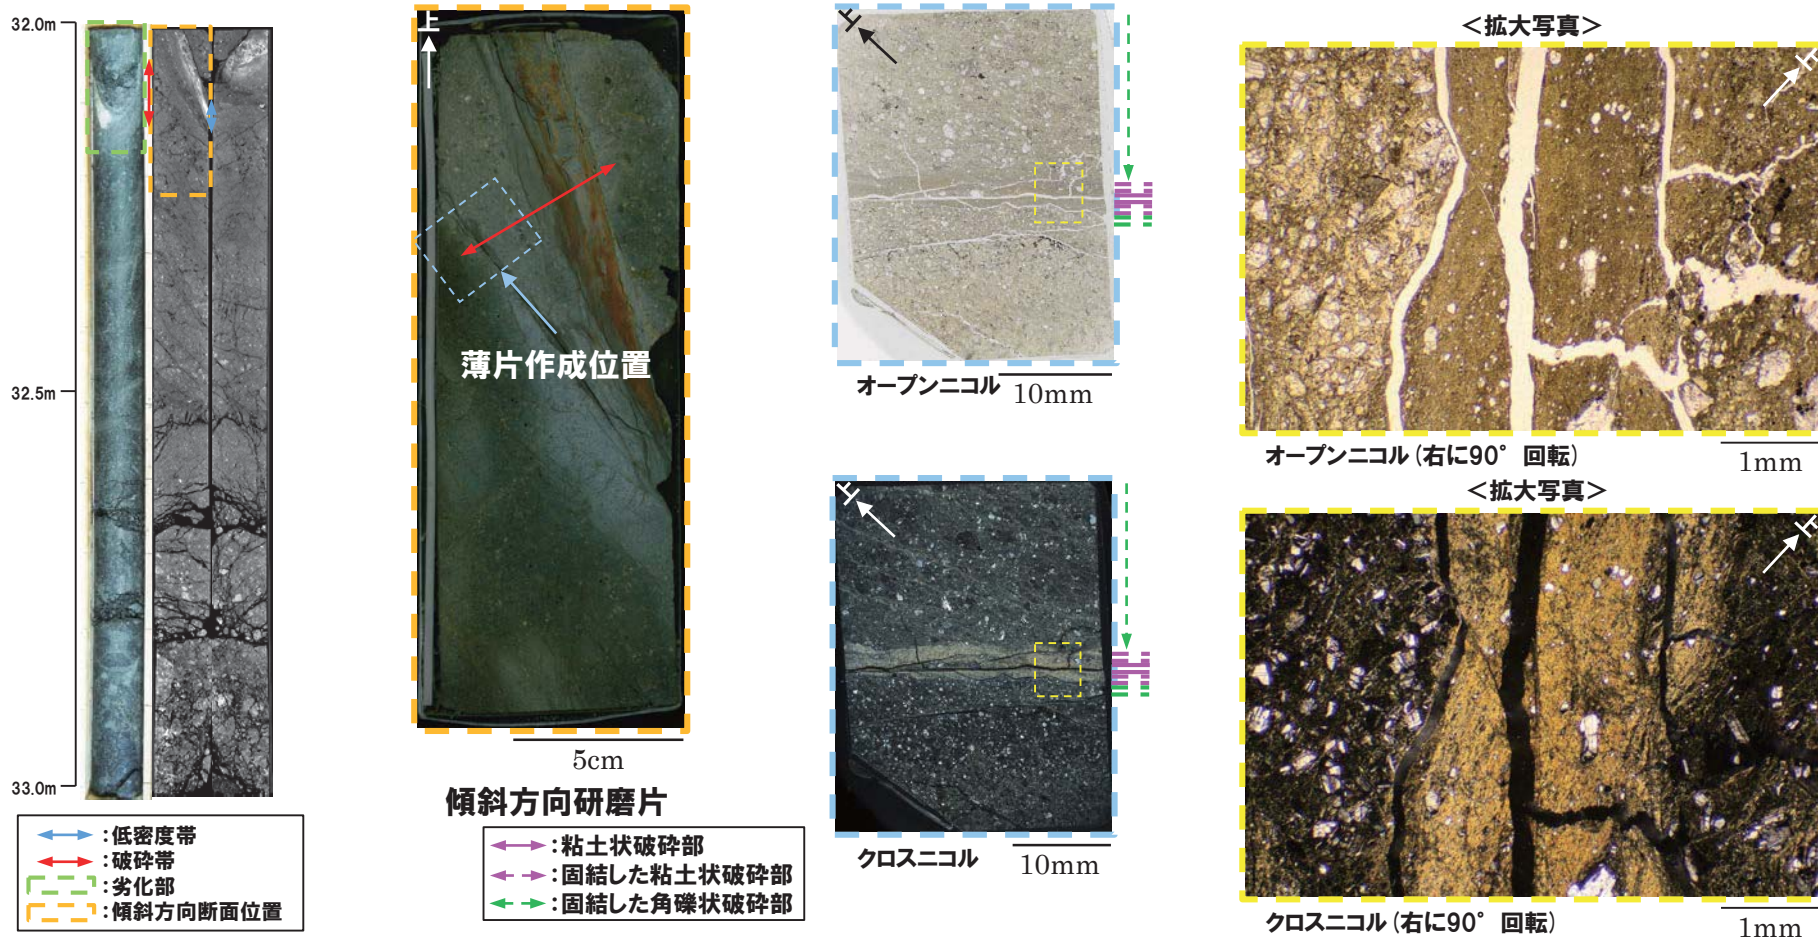 32.0m
32.5m
33.0m
:低密度帯
:破砕帯
:劣化部
:傾斜方向断面位置
上
薄片作成位置
5cm
傾斜方向研磨片
:粘土状破砕部
:固結した粘土状破砕部
:固結した角礫状破砕部
上
オープンニコル
10mm
上
クロスニコル
10mm
<拡大写真>
上
オープンニコル(右に90°回転)
1mm
<拡大写真>
上
クロスニコル(右に90°回転)
1mm